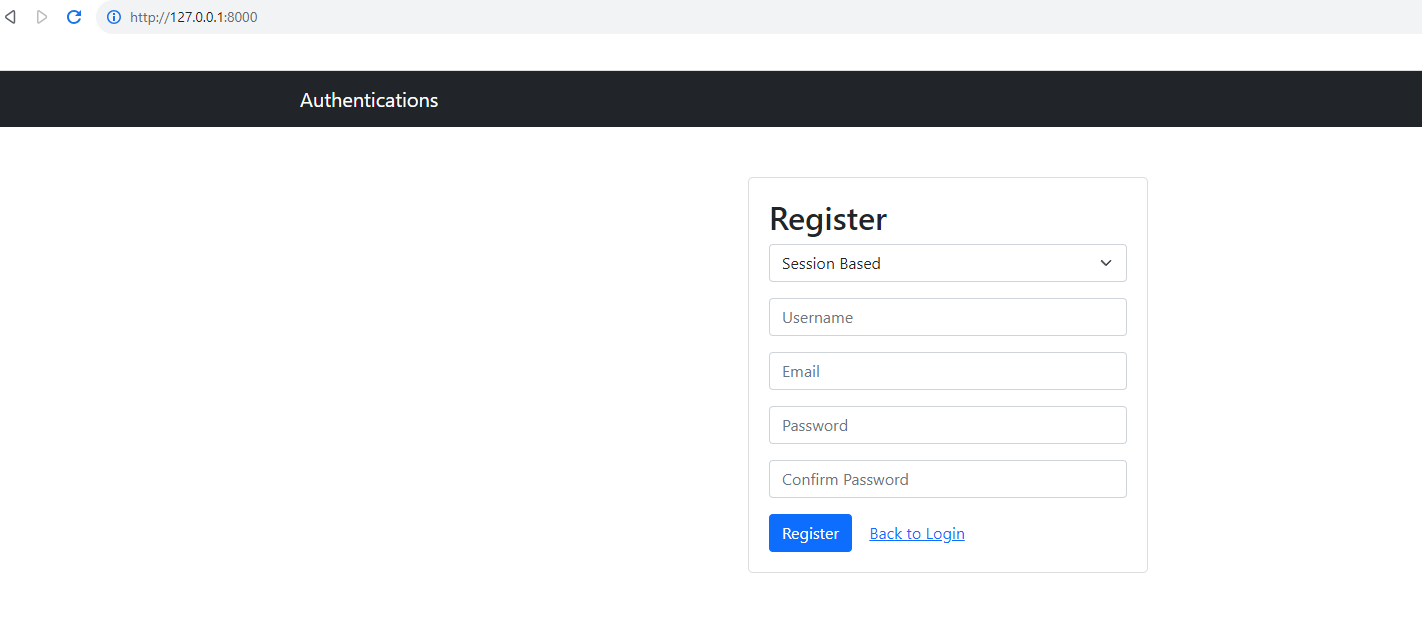 http://127.0.0.1:8000
Authentications
Register
Session Based
Username
Email
Password
Confirm Password
Register Back to Login